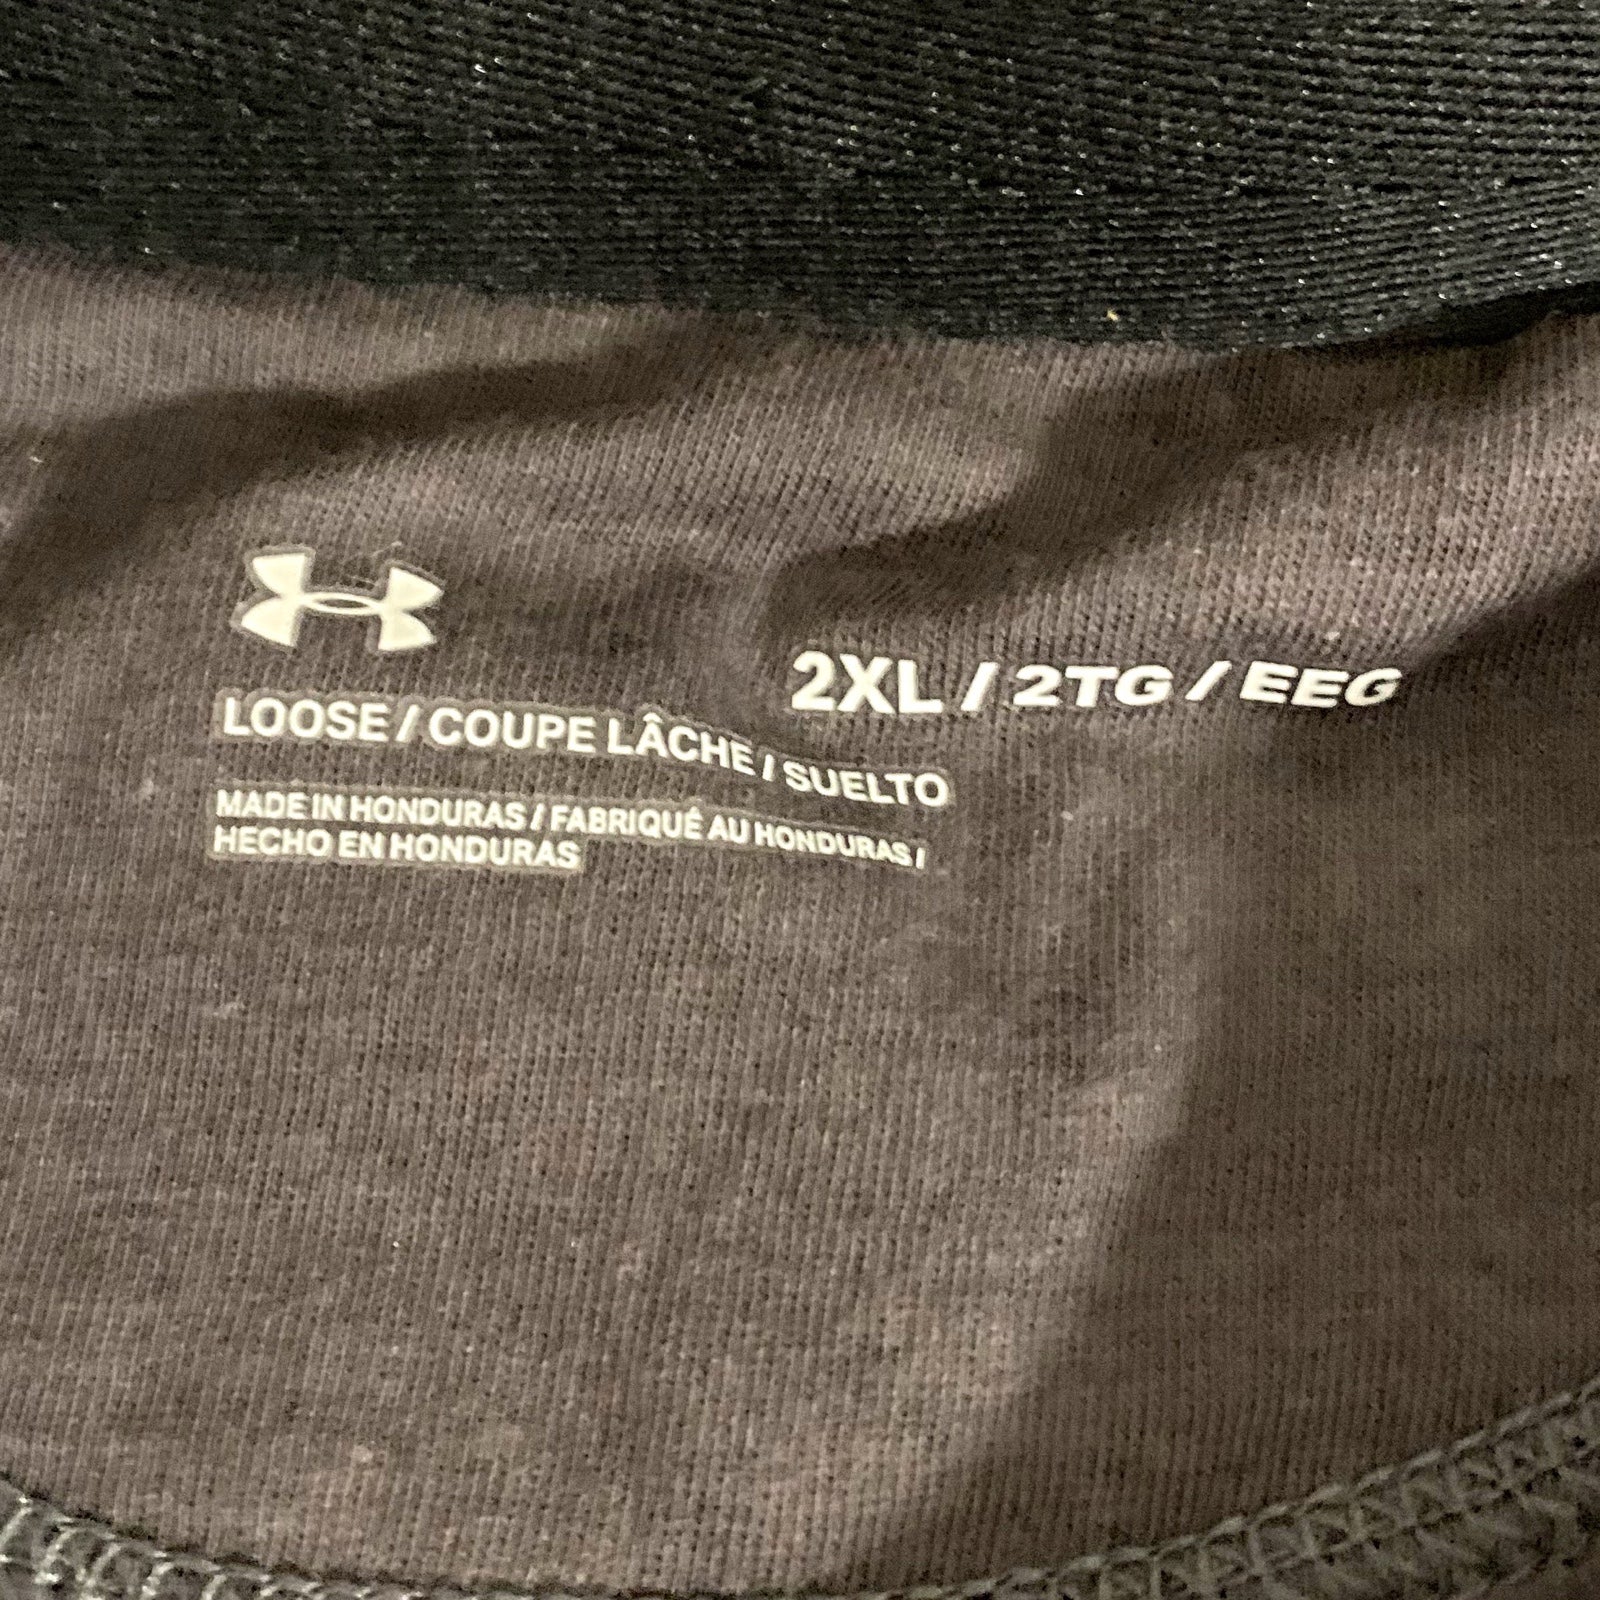 2XL / 2TG / EEG
LOOSE / COUPE LÂCHE / SUELTO
MADE IN HONDURAS / FABRIQUÉ AU HONDURAS /
HECHO EN HONDURAS